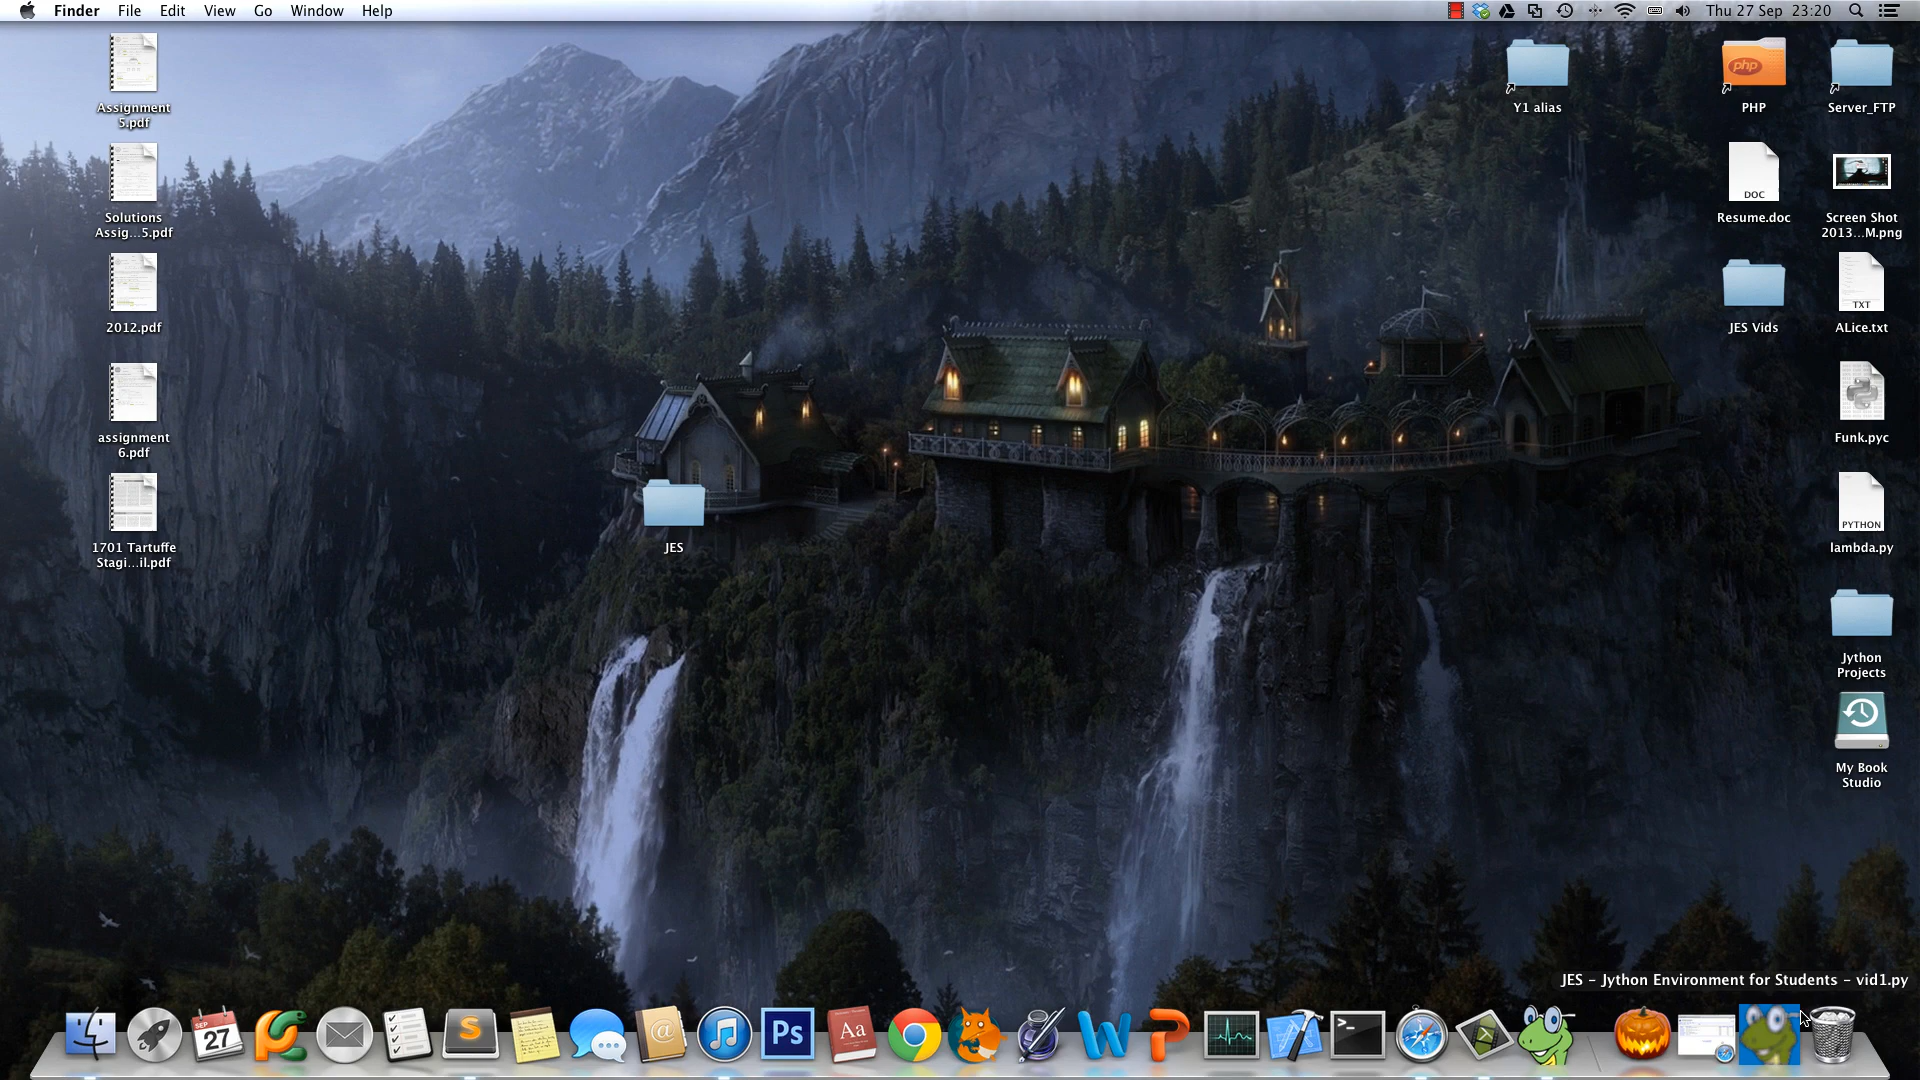 Finder File Edit View Go Window Help
Thu 27 Sep 23:20
Assignment
5.pdf
Solutions
Assig...5.pdf
2012.pdf
assignment
6.pdf
1701 Tartuffe
Stagi...il.pdf
JES
Y1 alias
php
PHP
Server_FTP
DOC
Resume.doc
Screen Shot
2013...M.png
JES Vids
TXT
ALice.txt
Funk.pyc
PYTHON
lambda.py
Jython
Projects
My Book
Studio
JES – Jython Environment for Students – vid1.py
SEP
27
S
@
Ps
Aa
W
P
>_